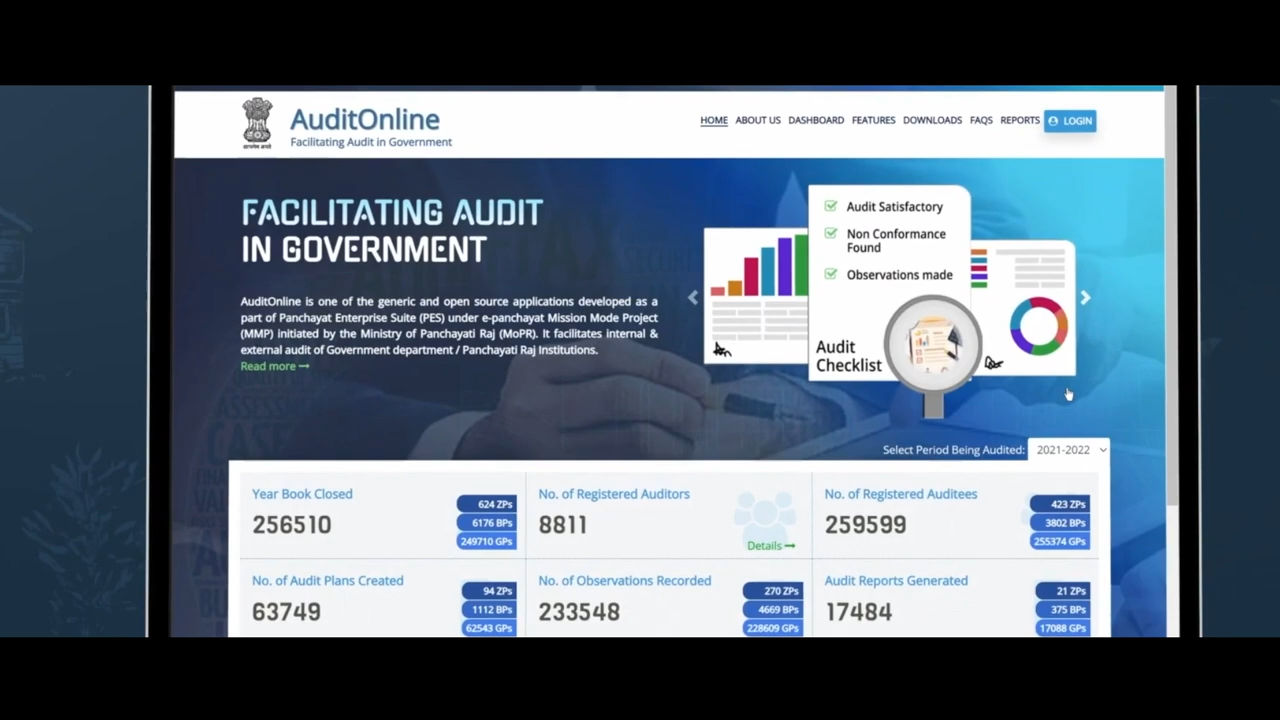 AuditOnline
Facilitating Audit in Government
सत्यमेव जयते
HOME ABOUT US DASHBOARD FEATURES DOWNLOADS FAQS REPORTS LOGIN
FACILITATING AUDIT
IN GOVERNMENT
AuditOnline is one of the generic and open source applications developed as a
part of Panchayat Enterprise Suite (PES) under e-panchayat Mission Mode Project
(MMP) initiated by the Ministry of Panchayati Raj (MoPR). It facilitates internal &
external audit of Government department / Panchayati Raj Institutions.
Read more
Audit Satisfactory
Non Conformance
Found
Observations made
Audit
Checklist
ASSESS
CASE
Select Period Being Audited: 2021-2022
Year Book Closed
256510
624 ZPs
6176 BPs
249710 GPs
No. of Registered Auditors
8811
Details
No. of Registered Auditees
259599
423 ZPs
3802 BPs
255374 GPs
No. of Audit Plans Created
63749
94 ZPs
1112 BPs
62543 GPs
No. of Observations Recorded
233548
270 ZPs
4669 BPs
228609 GPs
Audit Reports Generated
17484
21 ZPs
375 BPs
17088 GPs